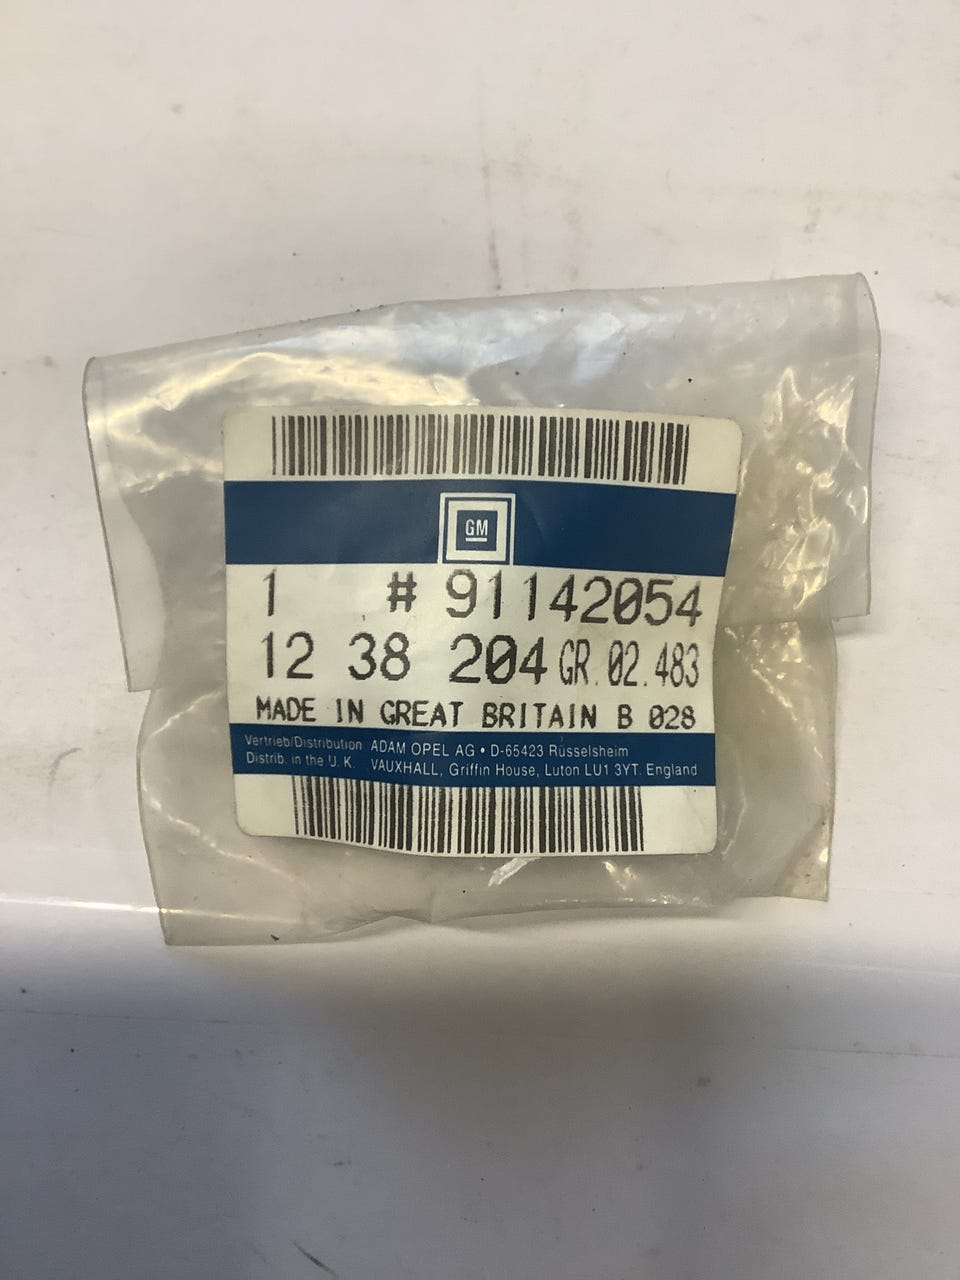 GM
1 # 91142054
12 38 204 GR. 02.483
MADE IN GREAT BRITAIN B 028
Vertrieb/Distribution ADAM OPEL AG • D-65423 Rüsselsheim
Distrib. in the U. K. VAUXHALL, Griffin House, Luton LU1 3YT. England